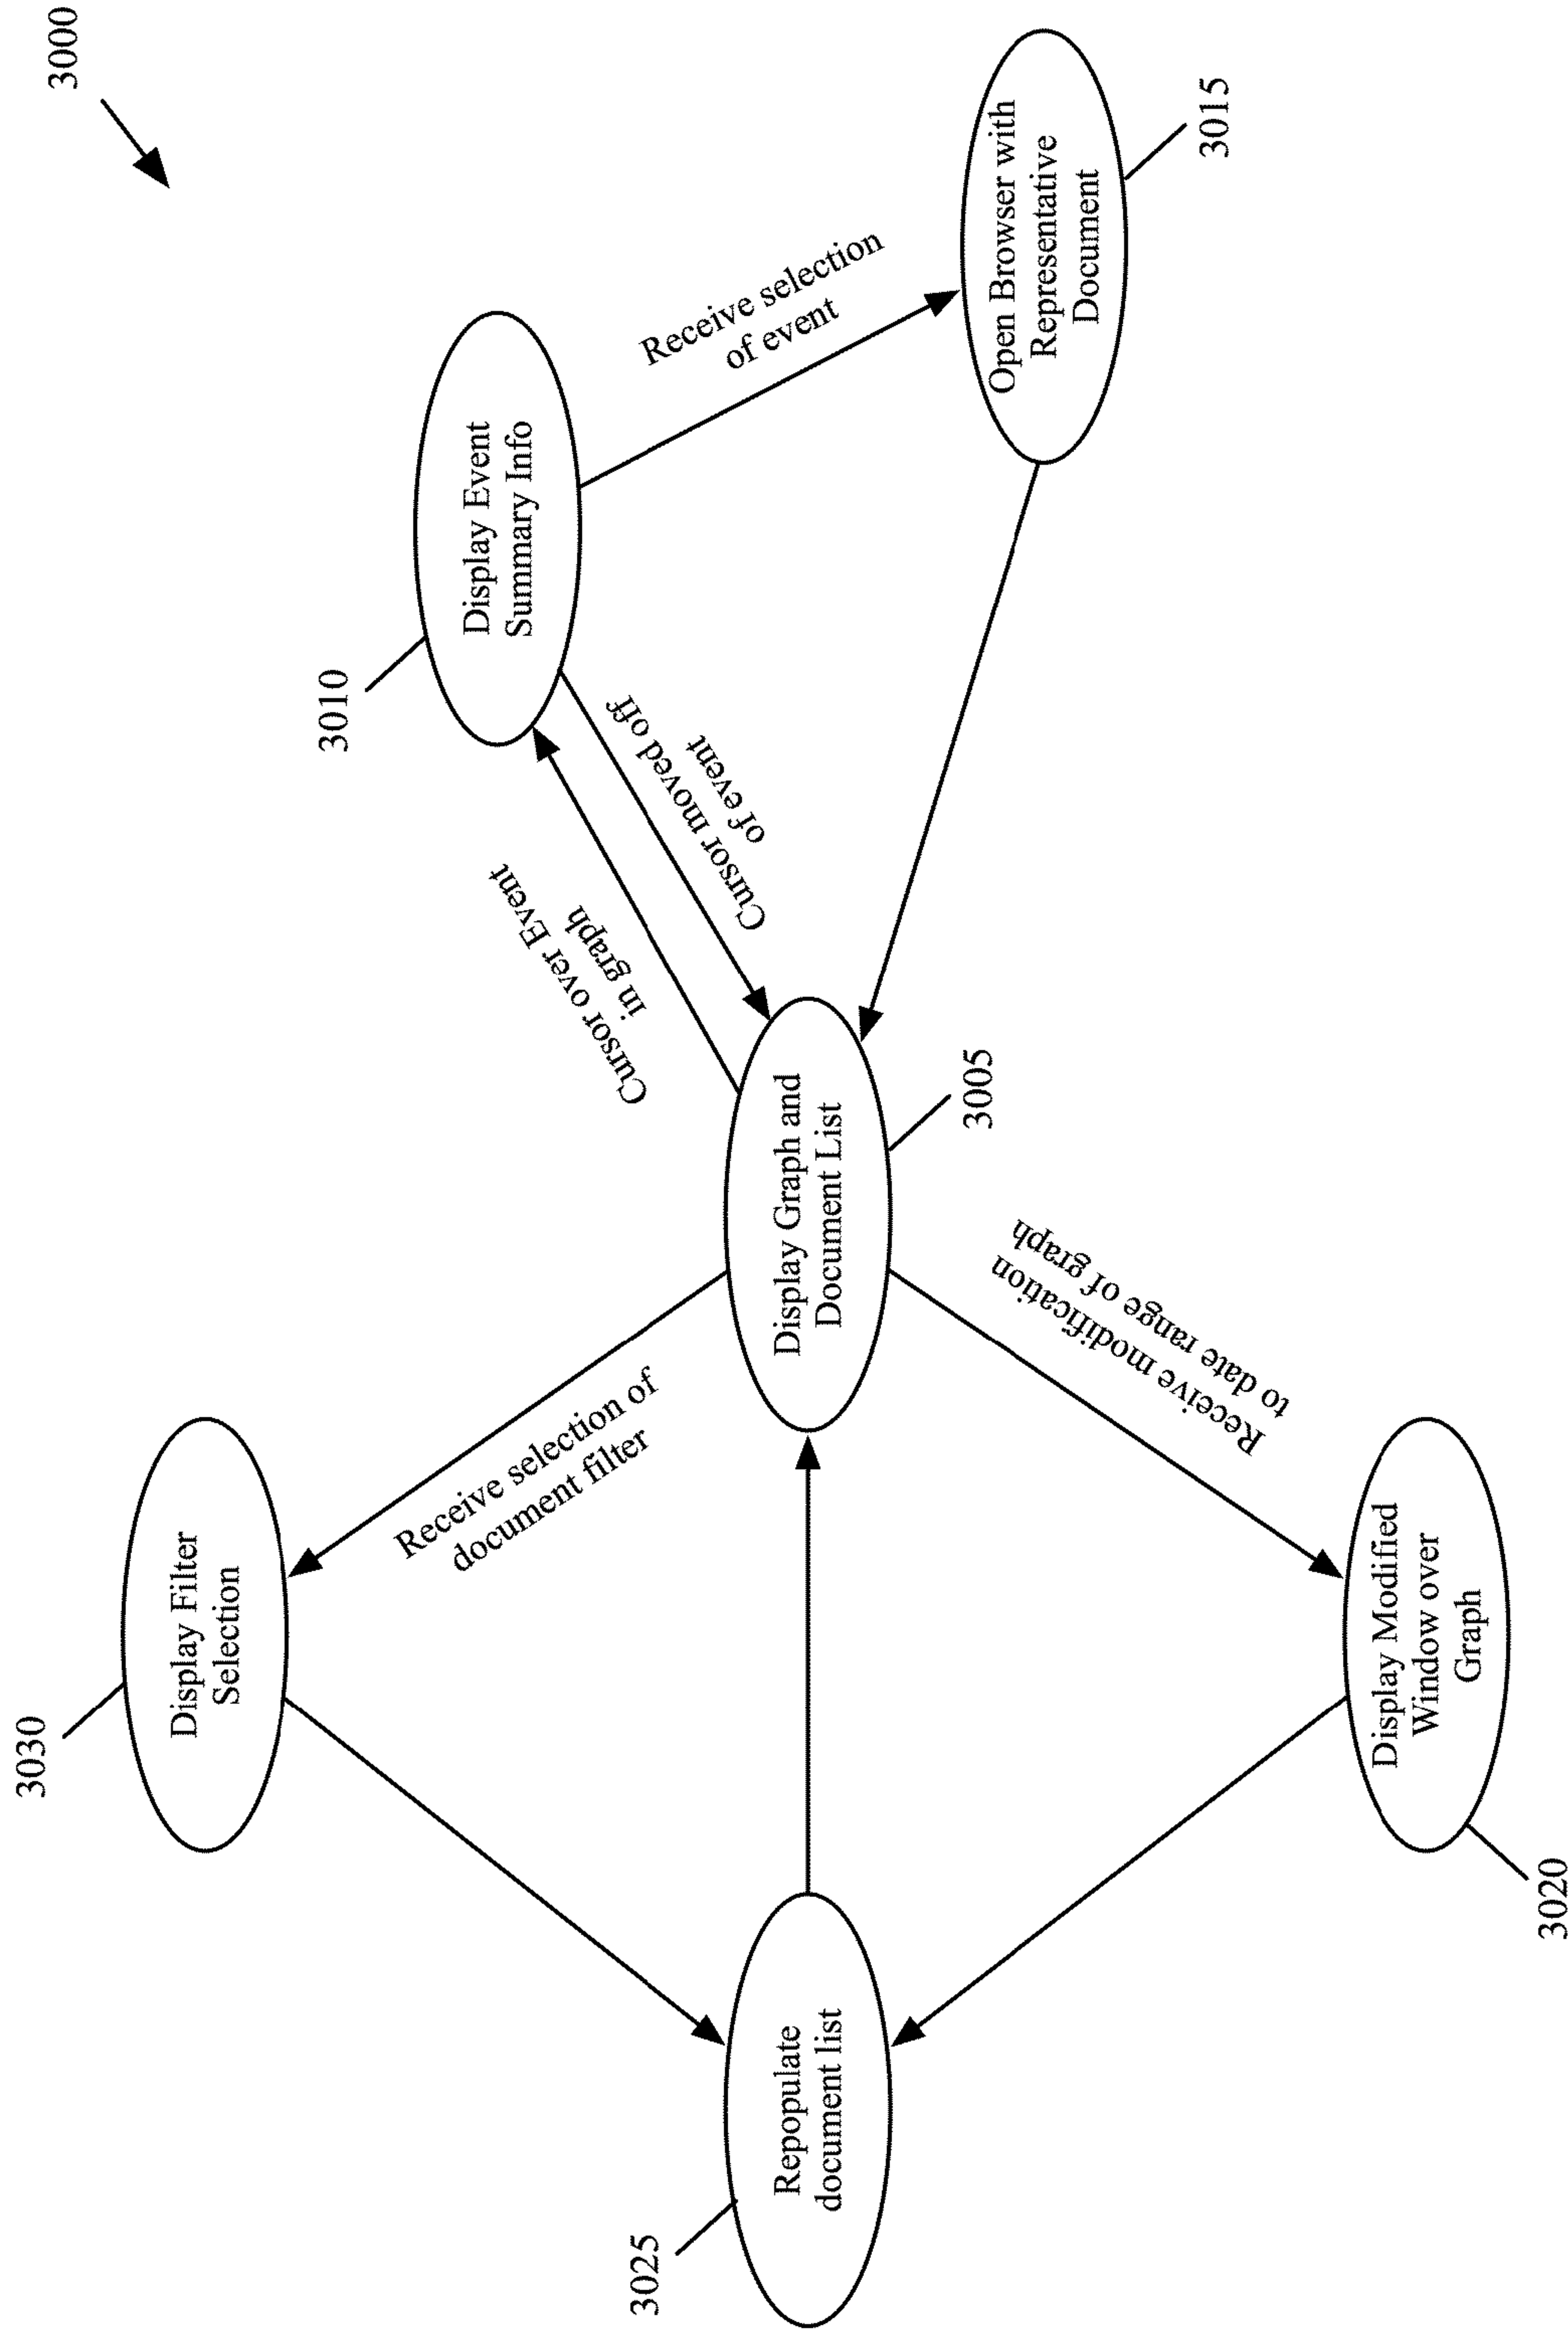 3000
3030
Display Filter
Selection
Receive selection of
document filter
3025
Repopulate
document list
Display Graph and
Document List
3005
Cursor over Event
in graph
Cursor moved off
of event
3010
Display Event
Summary Info
Receive selection
of event
Open Browser with
Representative
Document
3015
Receive modification
to date range of graph
Display Modified
Window over
Graph
3020